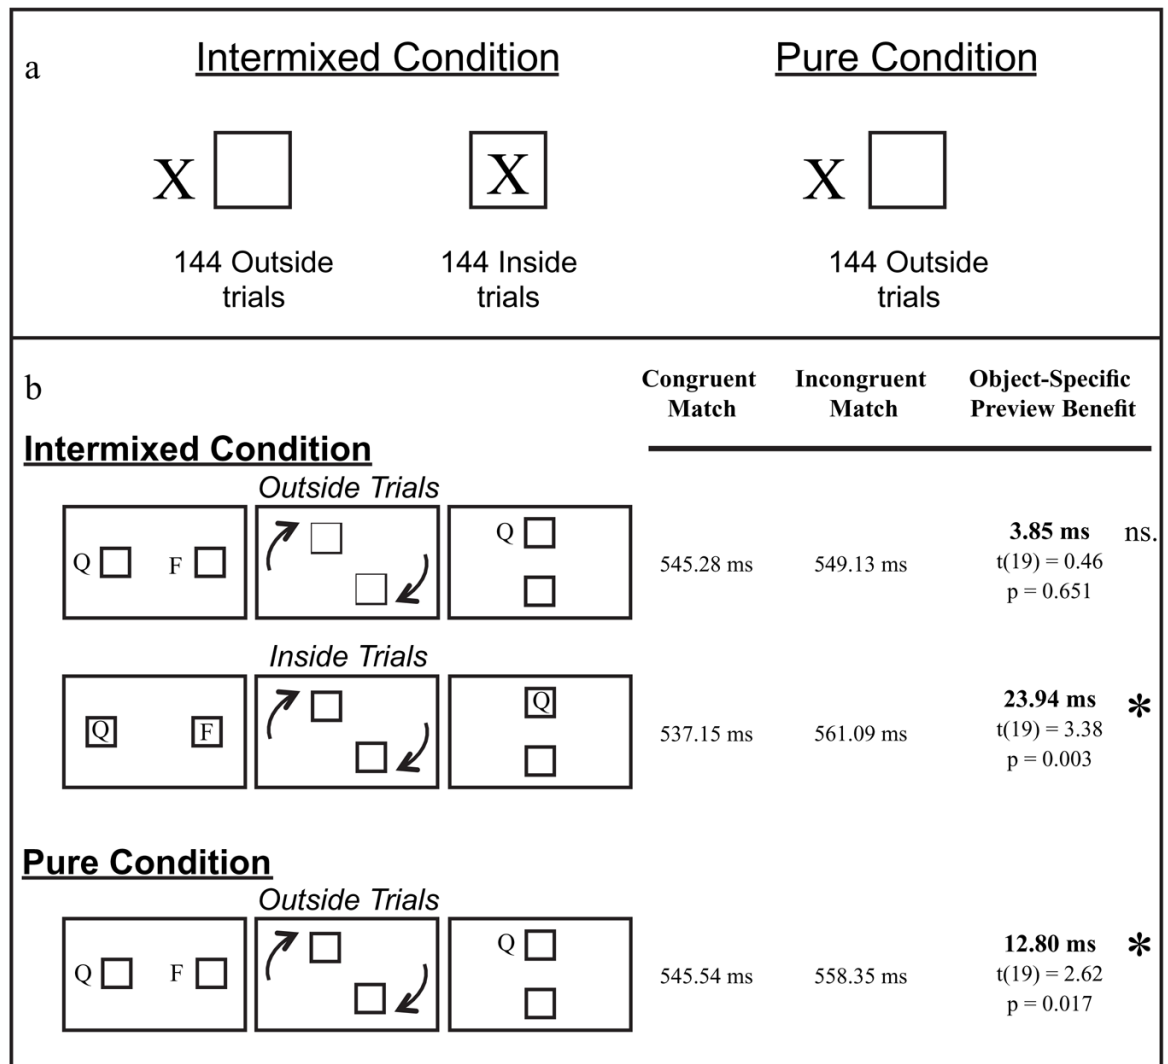 a
Intermixed Condition
Pure Condition
X
X
X
144 Outside
trials
144 Inside
trials
144 Outside
trials
b
Congruent
Match
Incongruent
Match
Object-Specific
Preview Benefit
Intermixed Condition
Outside Trials
Q F
Q
545.28 ms
549.13 ms
3.85 ms ns.
t(19) = 0.46
p = 0.651
Inside Trials
Q F
Q
537.15 ms
561.09 ms
23.94 ms *
t(19) = 3.38
p = 0.003
Pure Condition
Outside Trials
Q F
Q
545.54 ms
558.35 ms
12.80 ms *
t(19) = 2.62
p = 0.017